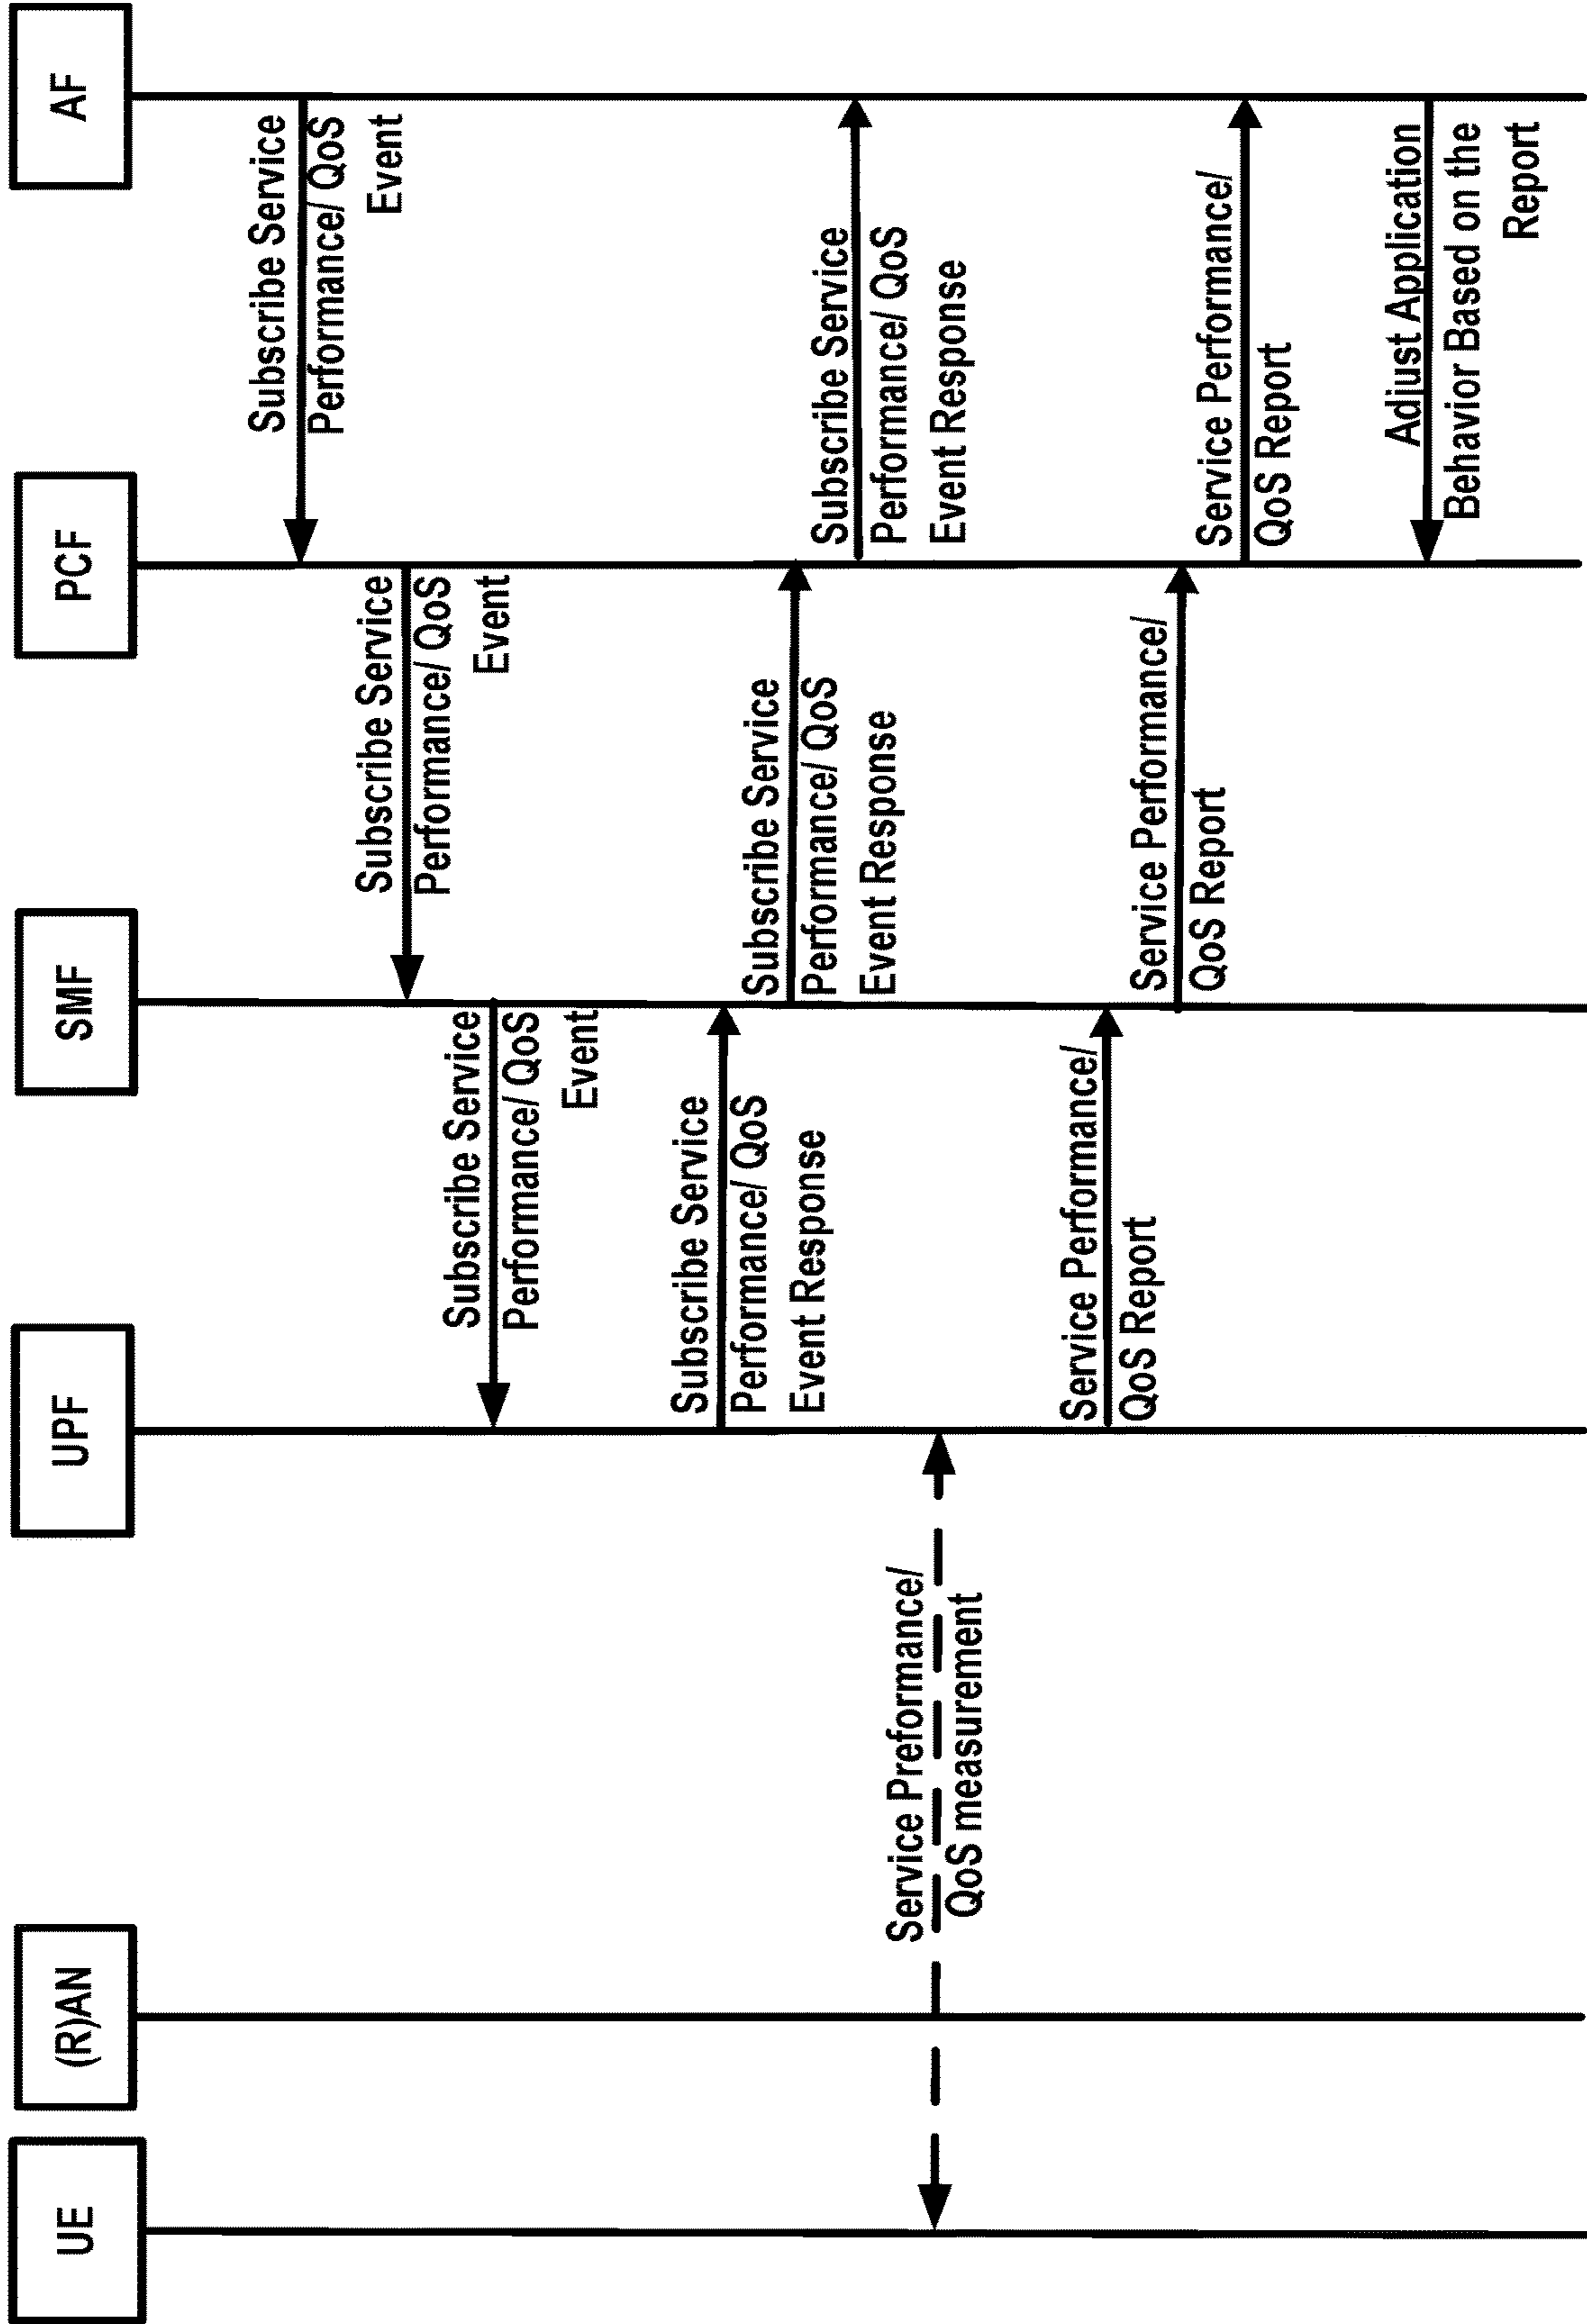 UE
(R)AN
UPF
SMF
PCF
AF
Subscribe Service
Performance/ QoS
Event
Subscribe Service
Performance/ QoS
Event
Subscribe Service
Performance/ QoS
Event
Subscribe Service
Performance/ QoS
Event Response
Subscribe Service
Performance/ QoS
Event Response
Subscribe Service
Performance/ QoS
Event Response
Service Preformance/
QoS measurement
Service Performance/
QoS Report
Service Performance/
QoS Report
Service Performance/
QoS Report
Adjust Application
Behavior Based on the
Report